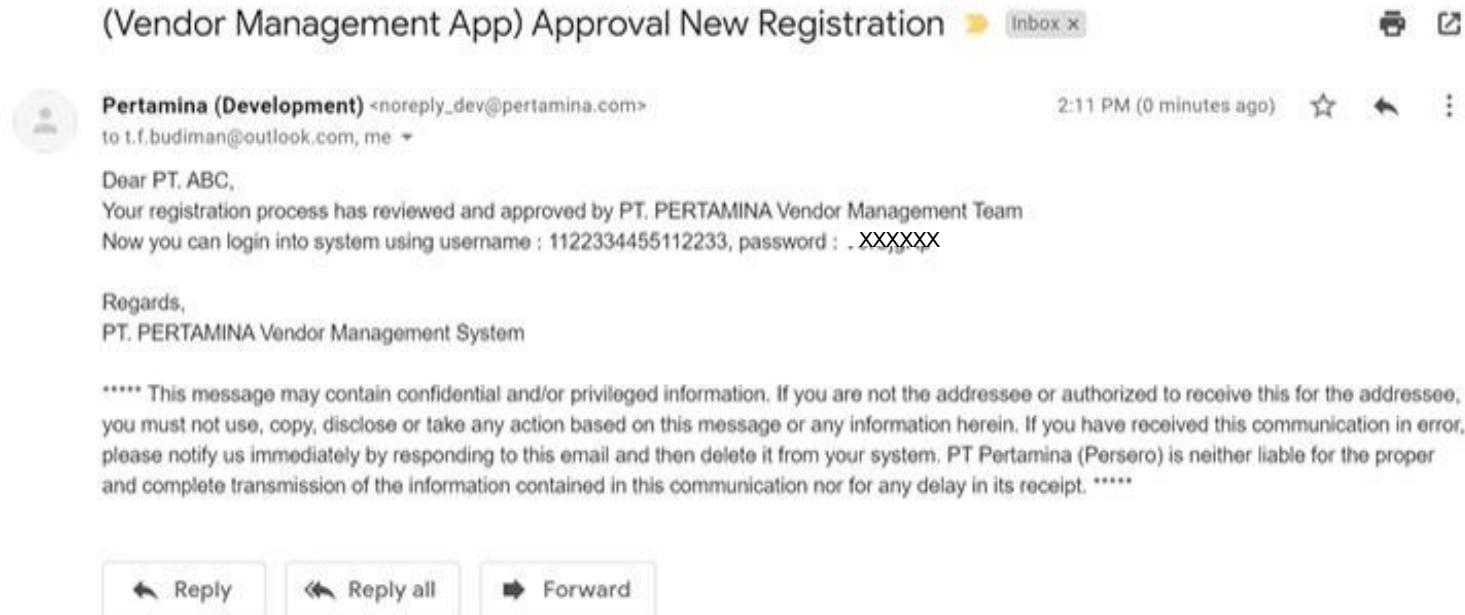 (Vendor Management App) Approval New Registration Inbox x
Pertamina (Development) <noreply_dev@pertamina.com> 2:11 PM (0 minutes ago)
to t.f.budiman@outlook.com, me
Dear PT. ABC,
Your registration process has reviewed and approved by PT. PERTAMINA Vendor Management Team
Now you can login into system using username : 1122334455112233, password : . XXXXXX
Regards,
PT. PERTAMINA Vendor Management System
***** This message may contain confidential and/or privileged information. If you are not the addressee or authorized to receive this for the addressee,
you must not use, copy, disclose or take any action based on this message or any information herein. If you have received this communication in error,
please notify us immediately by responding to this email and then delete it from your system. PT Pertamina (Persero) is neither liable for the proper
and complete transmission of the information contained in this communication nor for any delay in its receipt. *****
Reply Reply all Forward